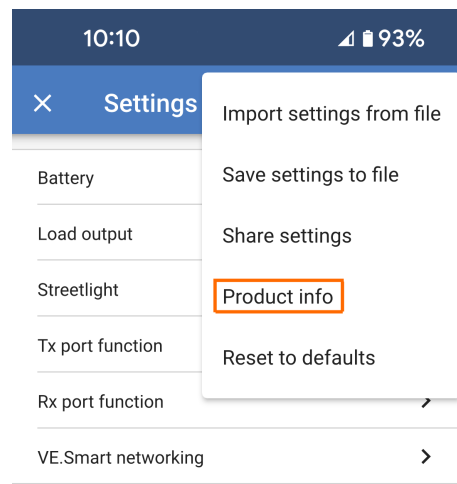 10:10 93%
Settings
Import settings from file
Save settings to file
Share settings
Product info
Reset to defaults
Battery
Load output
Streetlight
Tx port function
Rx port function
VE.Smart networking